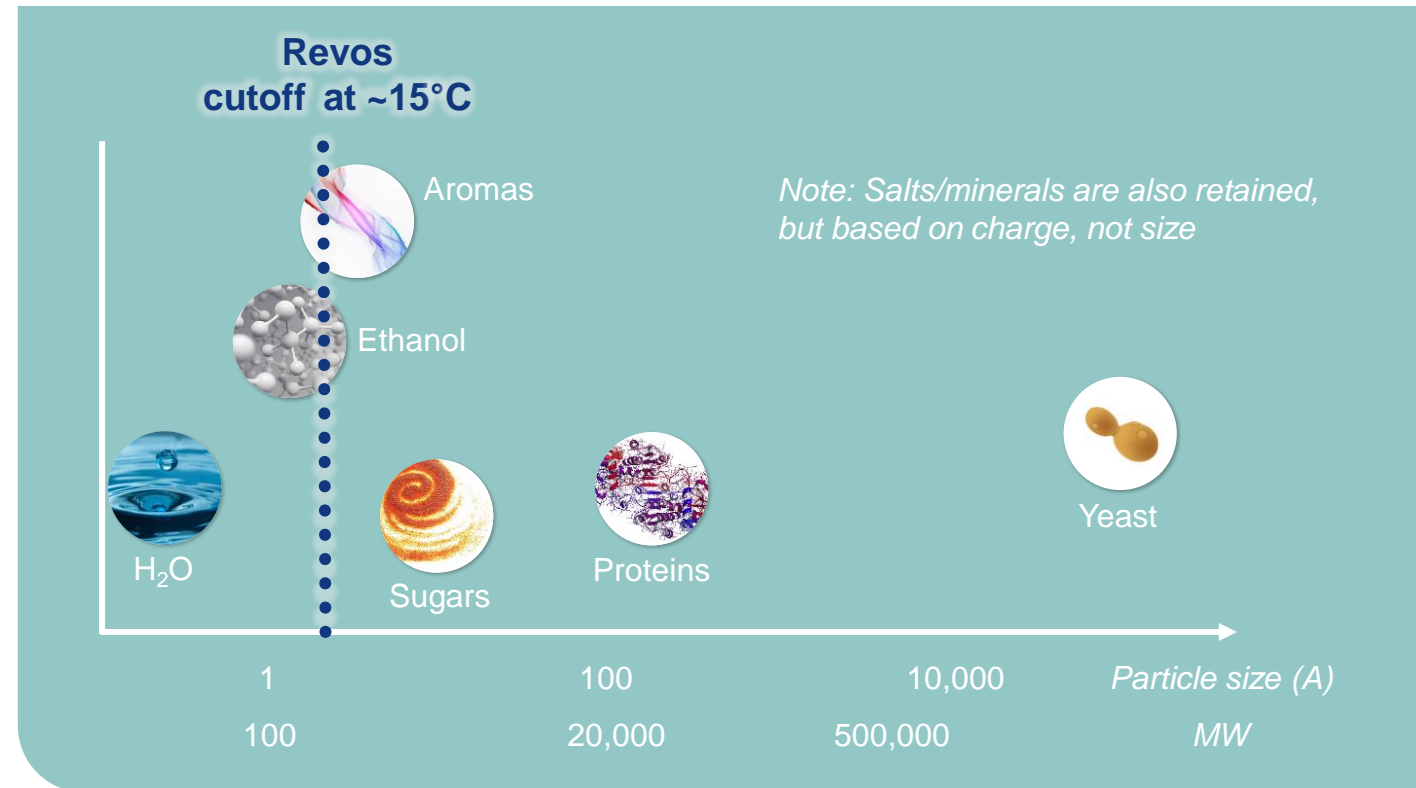 Revos
cutoff at ~15°C
Aromas
Note: Salts/minerals are also retained,
but based on charge, not size
Ethanol
H₂O
Sugars
Proteins
Yeast
1 100 10,000 Particle size (A)
100 20,000 500,000 MW